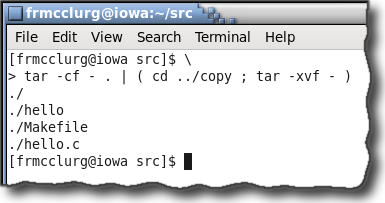 frmcclurg@iowa:~/src
File Edit View Search Terminal Help
[frmcclurg@iowa src]$ \
> tar -cf - . | ( cd ../copy ; tar -xvf - )
./
./hello
./Makefile
./hello.c
[frmcclurg@iowa src]$